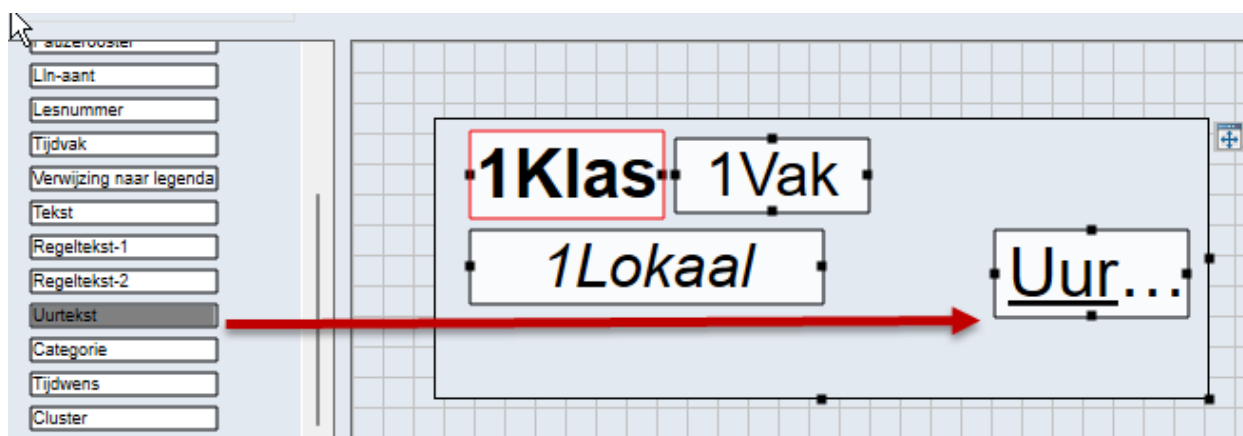 Pauzerooster
Lln-aant
Lesnummer
Tijdvak
Verwijzing naar legenda
Tekst
Regeltekst-1
Regeltekst-2
Uurtekst
Categorie
Tijdwens
Cluster
1Klas 1Vak
1Lokaal Uur...